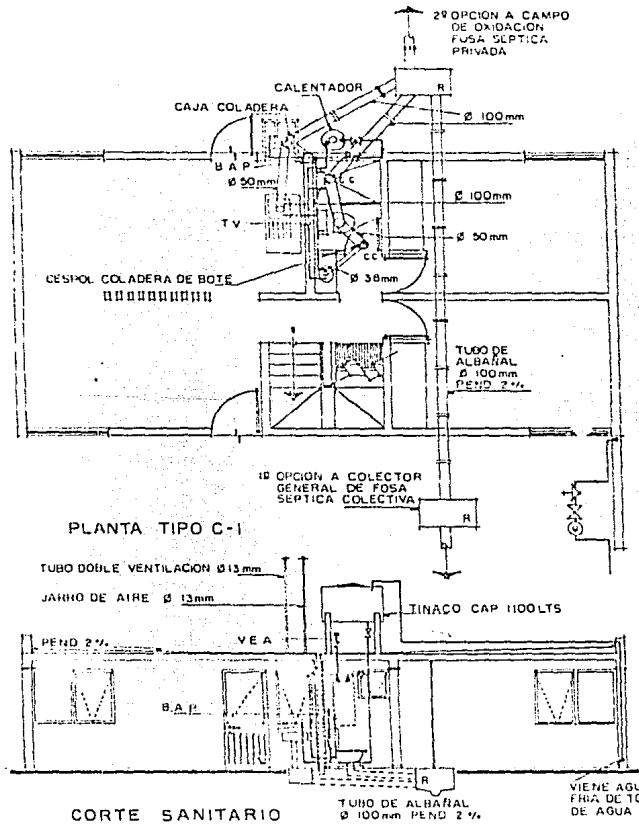 2ª OPCION A CAMPO
DE OXIDACION
FOSA SEPTICA
PRIVADA
R
CALENTADOR
CAJA COLADERA
Ø 100mm
B A P
Ø 50mm
C
Ø 100mm
T V
Ø 50mm
C C
CESPOL COLADERA DE BOTE
Ø 38mm
TUBO DE
ALBAÑAL
Ø 100mm
PEND 2%
1ª OPCION A COLECTOR
GENERAL DE FOSA
SEPTICA COLECTIVA
R
PLANTA TIPO C-1
TUBO DOBLE VENTILACION Ø 13mm
JARRO DE AIRE Ø 13mm
TINACO CAP 1100 LTS
V E A
PEND 2%
B.A.P.
R
CORTE SANITARIO
TUBO DE ALBAÑAL
Ø 100mm PEND 2%
VIENE AGU
FRIA DE TO
DE AGUA